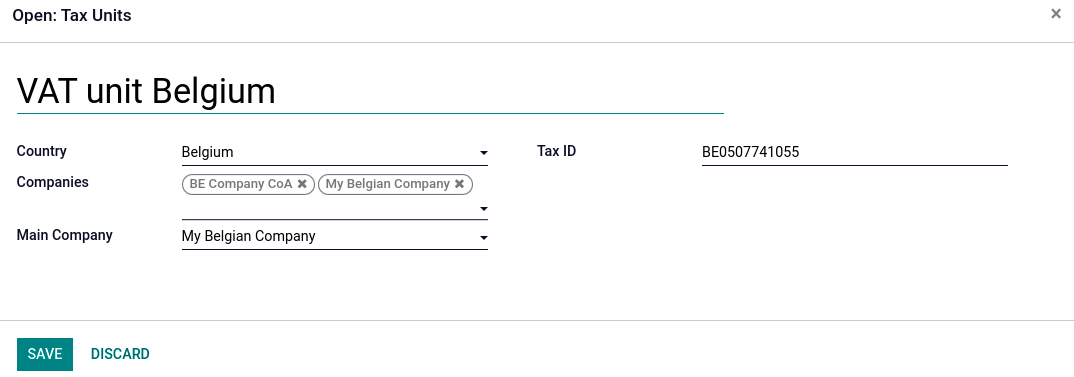 Open: Tax Units ×
VAT unit Belgium
Country Belgium Tax ID BE0507741055
Companies BE Company CoA ✖ My Belgian Company ✖
Main Company My Belgian Company
SAVE DISCARD